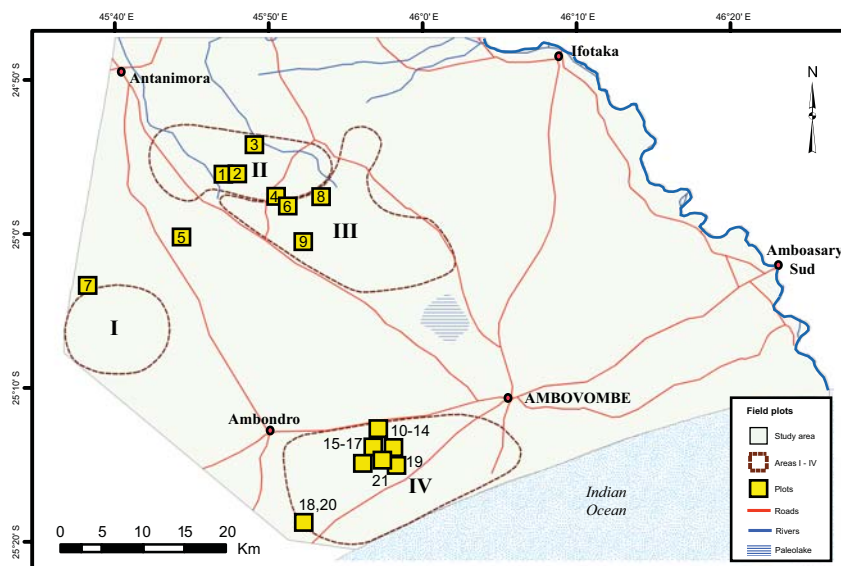 45°40' 45°50' 46°0' 46°10' 46°20'
24°50' S
25°0' S
25°10' S
25°20' S
Ifotaka
Antanimora
N
3
II
1 2
4
6
8
III
5
9
Amboasary
Sud
7
I
AMBOVOMBE
Ambondro
10-14
15-17
19
21
IV
18,20
Indian
Ocean
0 5 10 15 20
Km
Field plots
Study area
Areas I - IV
Plots
Roads
Rivers
Paleolake